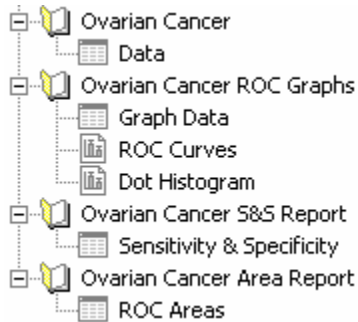 Ovarian Cancer
Data
Ovarian Cancer ROC Graphs
Graph Data
ROC Curves
Dot Histogram
Ovarian Cancer S&S Report
Sensitivity & Specificity
Ovarian Cancer Area Report
ROC Areas